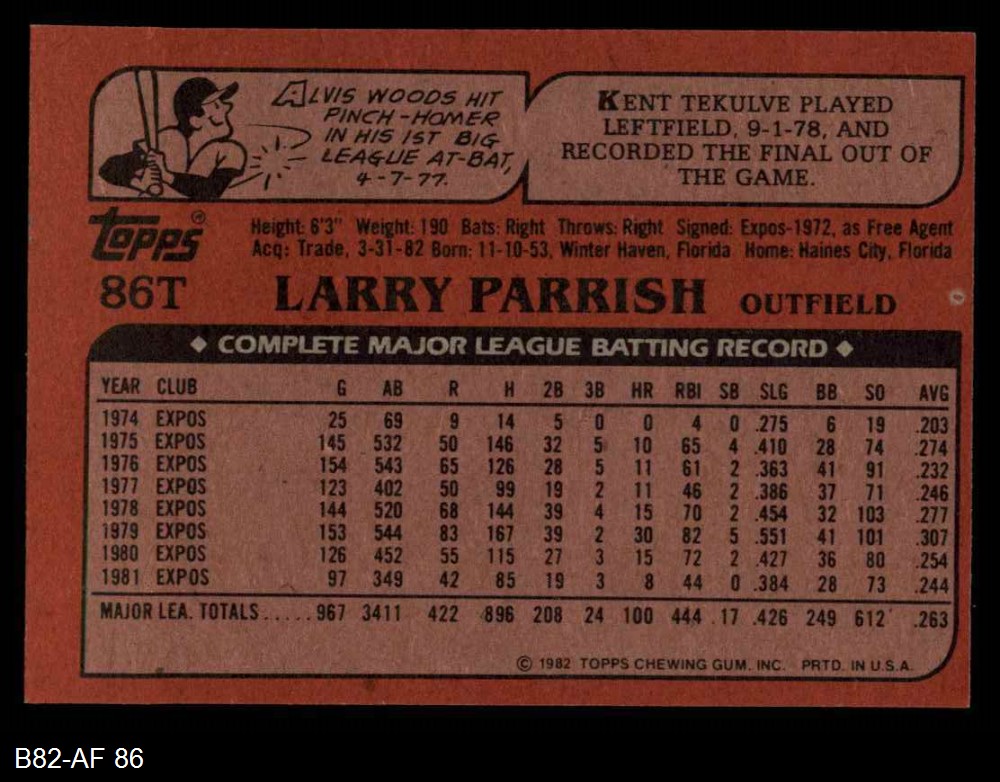 ALVIS WOODS HIT
PINCH-HOMER
IN HIS 1ST BIG
LEAGUE AT-BAT,
4-7-77.
KENT TEKULVE PLAYED
LEFTFIELD, 9-1-78, AND
RECORDED THE FINAL OUT OF
THE GAME.
Topps®
Height: 6'3" Weight: 190 Bats: Right Throws: Right Signed: Expos-1972, as Free Agent
Acq: Trade, 3-31-82 Born: 11-10-53, Winter Haven, Florida Home: Haines City, Florida
86T LARRY PARRISH OUTFIELD
◆ COMPLETE MAJOR LEAGUE BATTING RECORD ◆
YEAR CLUB G AB R H 2B 3B HR RBI SB SLG BB SO AVG
1974 EXPOS 25 69 9 14 5 0 0 4 0 .275 6 19 .203
1975 EXPOS 145 532 50 146 32 5 10 65 4 .410 28 74 .274
1976 EXPOS 154 543 65 126 28 5 11 61 2 .363 41 91 .232
1977 EXPOS 123 402 50 99 19 2 11 46 2 .386 37 71 .246
1978 EXPOS 144 520 68 144 39 4 15 70 2 .454 32 103 .277
1979 EXPOS 153 544 83 167 39 2 30 82 5 .551 41 101 .307
1980 EXPOS 126 452 55 115 27 3 15 72 2 .427 36 80 .254
1981 EXPOS 97 349 42 85 19 3 8 44 0 .384 28 73 .244
MAJOR LEA. TOTALS.....967 3411 422 896 208 24 100 444 17 .426 249 612 .263
© 1982 TOPPS CHEWING GUM. INC. PRTD. IN U.S.A.
B82-AF 86